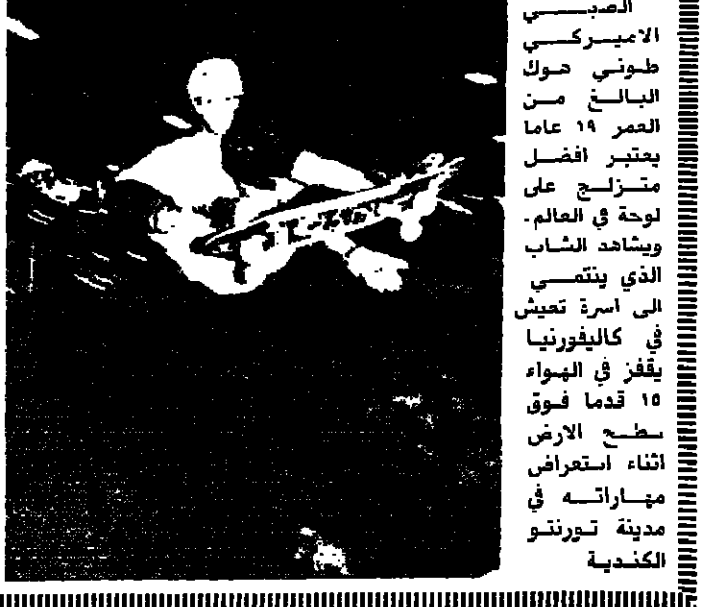 الصبي
الاميركي
طوني هوك
البالغ من
العمر ١٩ عاما
يعتبر افضل
متزلج على
لوحة في العالم.
ويشاهد الشاب
الذي ينتمي
الى اسرة تعيش
في كاليفورنيا
يقفز في الهواء
١٥ قدما فوق
سطح الارض
اثناء استعراض
مهاراته في
مدينة تورنتو
الكندية